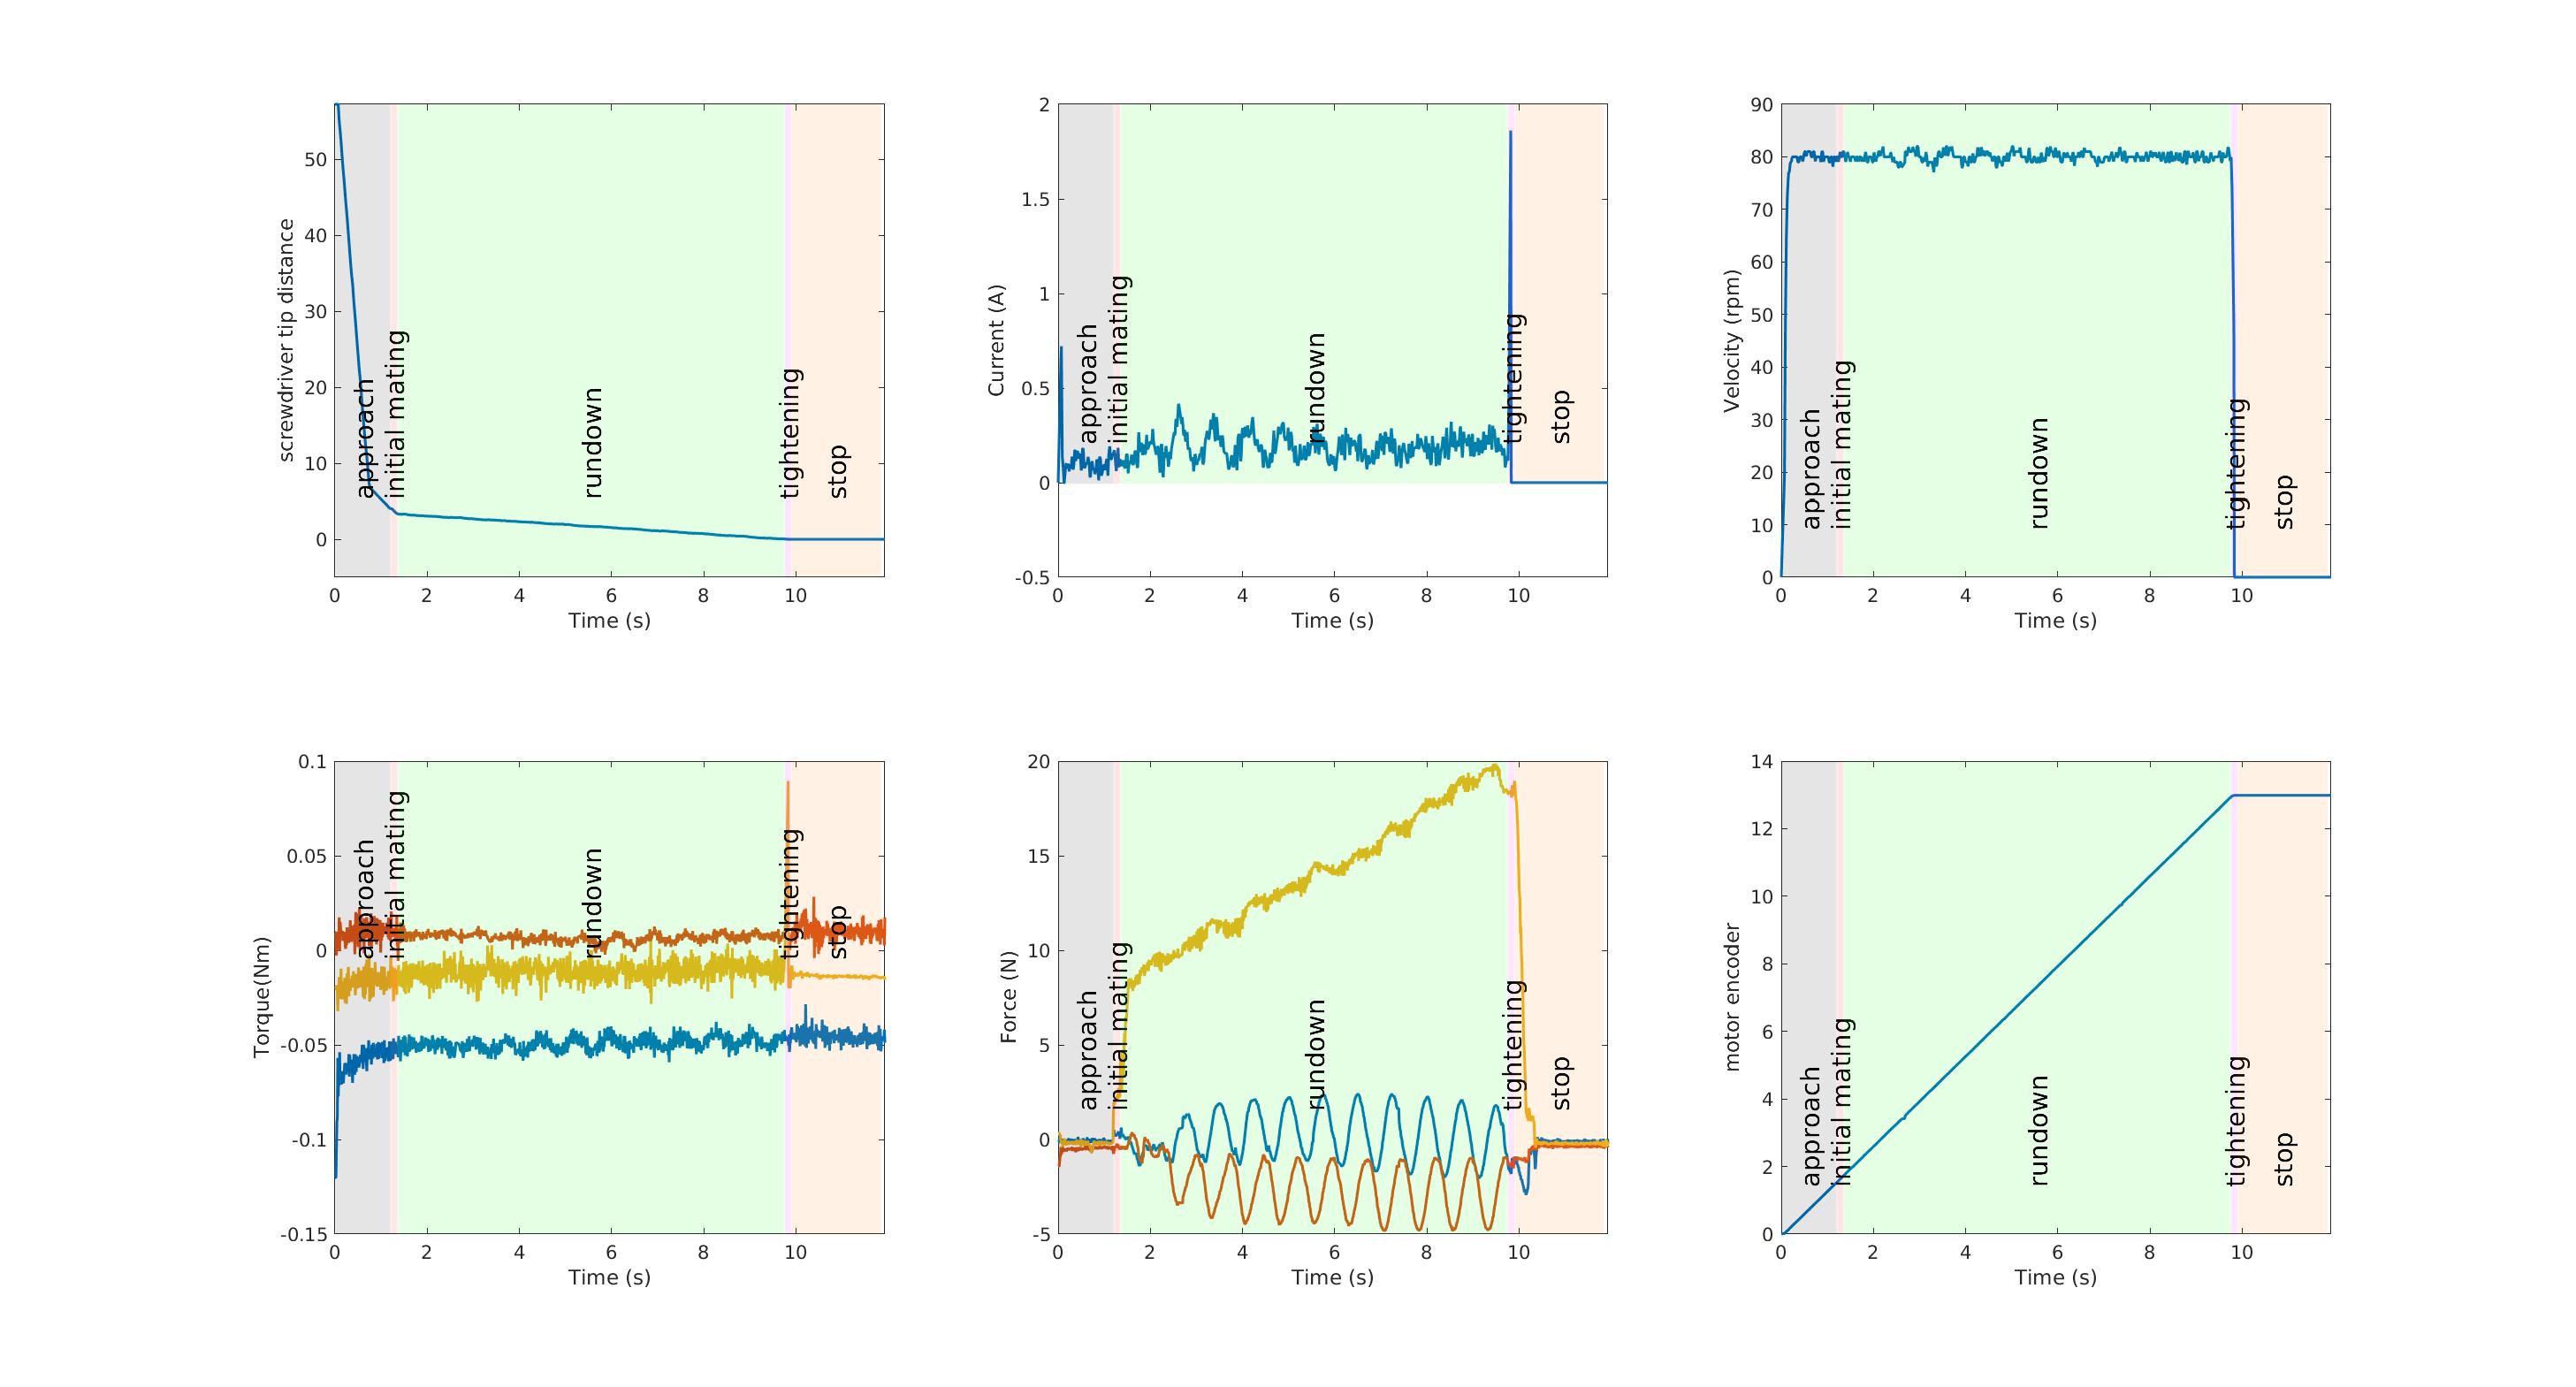 screwdriver tip distance
50
40
30
20
10
0
approach
initial mating
rundown
tightening
stop
0 2 4 6 8 10
Time (s)
Current (A)
2
1.5
1
0.5
0
-0.5
approach
initial mating
rundown
tightening
stop
0 2 4 6 8 10
Time (s)
Velocity (rpm)
90
80
70
60
50
40
30
20
10
0
approach
initial mating
rundown
tightening
stop
0 2 4 6 8 10
Time (s)
Torque(Nm)
0.1
0.05
0
-0.05
-0.1
-0.15
approach
initial mating
rundown
tightening
stop
0 2 4 6 8 10
Time (s)
Force (N)
20
15
10
5
0
-5
approach
initial mating
rundown
tightening
stop
0 2 4 6 8 10
Time (s)
motor encoder
14
12
10
8
6
4
2
0
approach
initial mating
rundown
tightening
stop
0 2 4 6 8 10
Time (s)